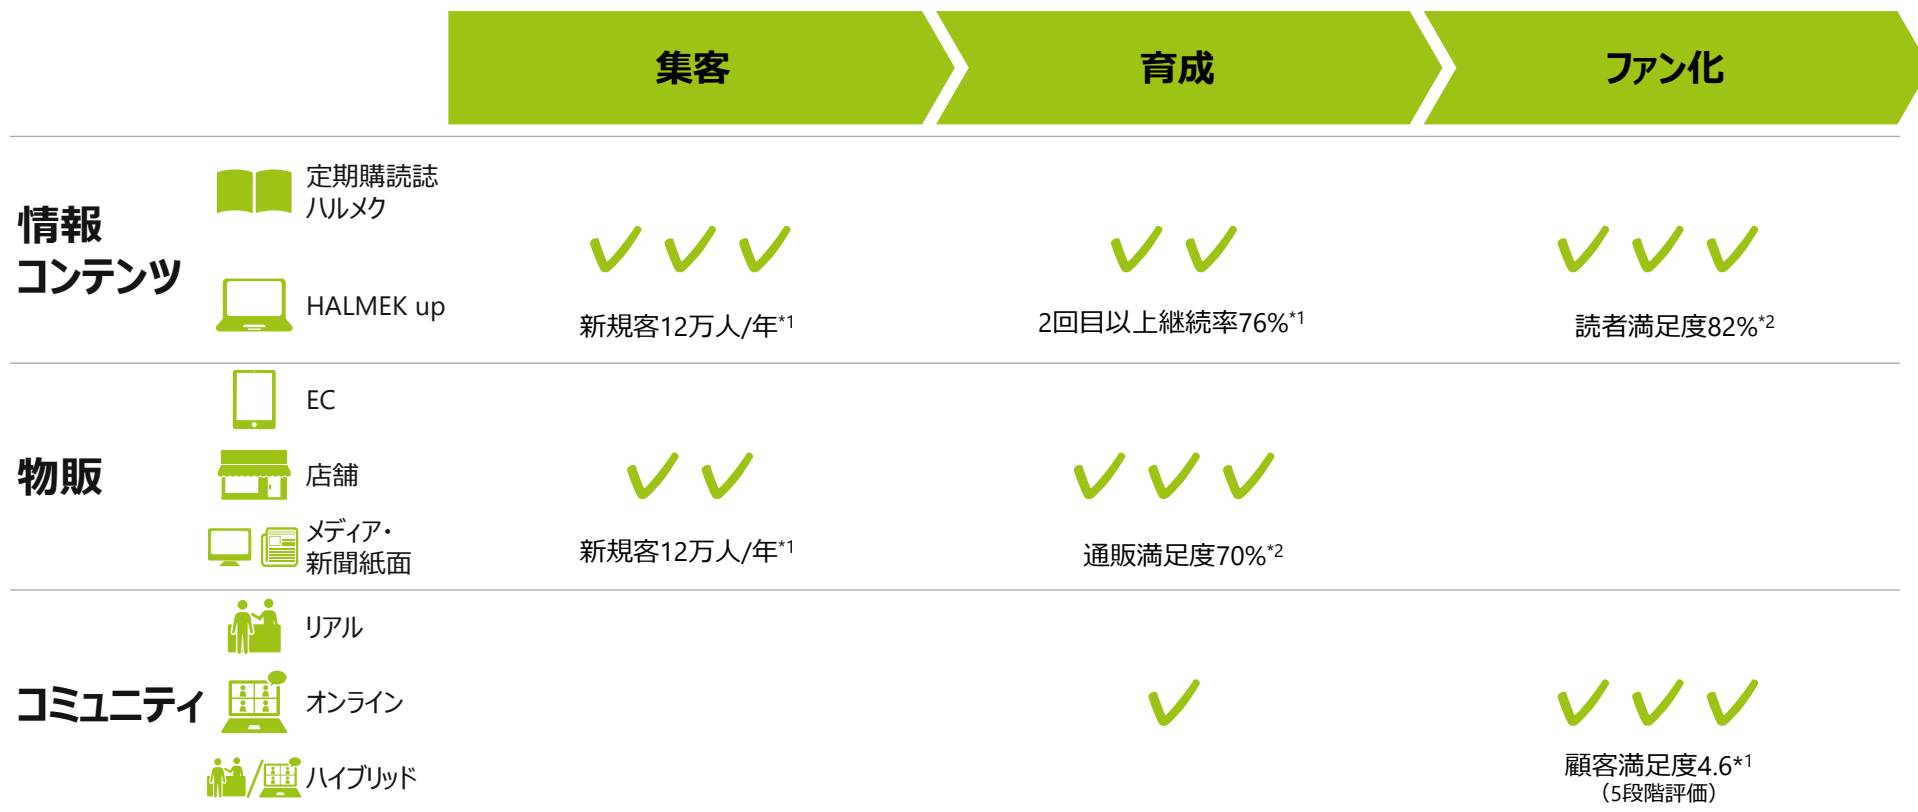 集客
育成
ファン化
情報
コンテンツ
定期購読誌
ハルメク
HALMEK up
新規客12万人/年*1
2回目以上継続率76%*1
読者満足度82%*2
物販
EC
店舗
メディア・
新聞紙面
新規客12万人/年*1
通販満足度70%*2
コミュニティ
リアル
オンライン
ハイブリッド
顧客満足度4.6*1
（5段階評価）